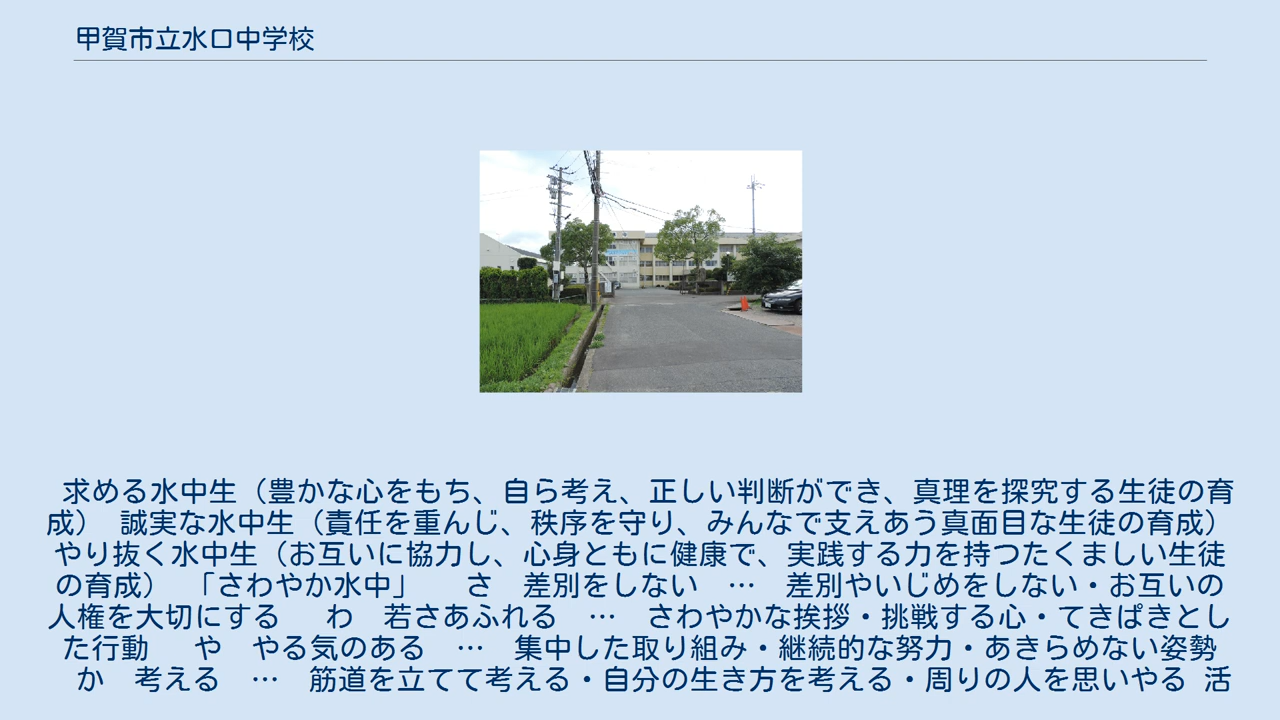 甲賀市立水口中学校
求める水中生（豊かな心をもち、自ら考え、正しい判断ができ、真理を探究する生徒の育
成）　誠実な水中生（責任を重んじ、秩序を守り、みんなで支えあう真面目な生徒の育成）
やり抜く水中生（お互いに協力し、心身ともに健康で、実践する力を持つたくましい生徒
の育成）　「さわやか水中」　　さ　差別をしない　…　差別やいじめをしない・お互いの
人権を大切にする　　わ　若さあふれる　…　さわやかな挨拶・挑戦する心・てきぱきとし
た行動　　や　やる気のある　…　集中した取り組み・継続的な努力・あきらめない姿勢
か　考える　…　筋道を立てて考える・自分の生き方を考える・周りの人を思いやる 活